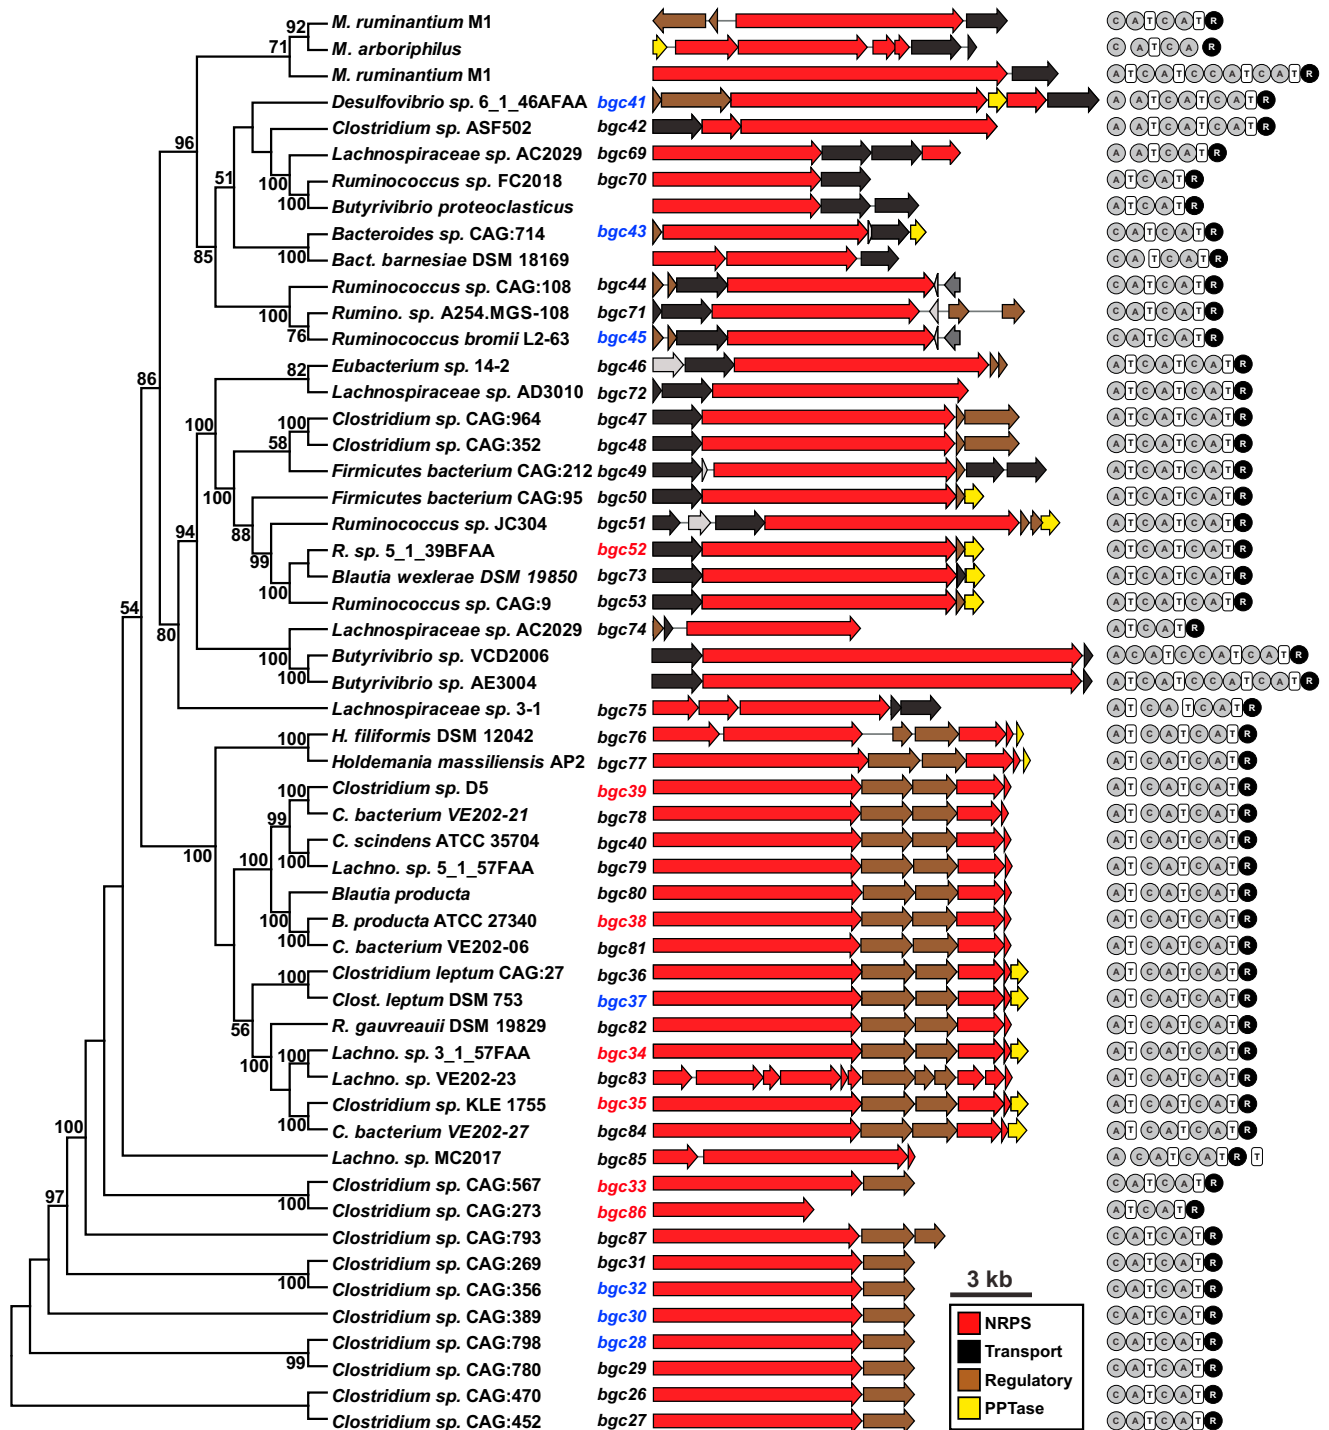 M. ruminantium M1 C A T C A T R
M. arboriphilus C A T C A R
M. ruminantium M1 A T C A T C C A T C A T R
Desulfovibrio sp. 6_1_46AFAA bgc41 A A T C A T C A T R
Clostridium sp. ASF502 bgc42 A A T C A T C A T R
Lachnospiraceae sp. AC2029 bgc69 A A T C A T R
Ruminococcus sp. FC2018 bgc70 A T C A T R
Butyrivibrio proteoclasticus A T C A T R
Bacteroides sp. CAG:714 bgc43 C A T C A T R
Bact. barnesiae DSM 18169 C A T C A T R
Ruminococcus sp. CAG:108 bgc44 C A T C A T R
Rumino. sp. A254.MGS-108 bgc71 C A T C A T R
Ruminococcus bromii L2-63 bgc45 C A T C A T R
Eubacterium sp. 14-2 bgc46 A T C A T C A T R
Lachnospiraceae sp. AD3010 bgc72 A T C A T C A T R
Clostridium sp. CAG:964 bgc47 A T C A T C A T R
Clostridium sp. CAG:352 bgc48 A T C A T C A T R
Firmicutes bacterium CAG:212 bgc49 A T C A T C A T R
Firmicutes bacterium CAG:95 bgc50 A T C A T C A T R
Ruminococcus sp. JC304 bgc51 A T C A T C A T R
R. sp. 5_1_39BFAA bgc52 A T C A T C A T R
Blautia wexlerae DSM 19850 bgc73 A T C A T C A T R
Ruminococcus sp. CAG:9 bgc53 A T C A T C A T R
Lachnospiraceae sp. AC2029 bgc74 A T C A T R
Butyrivibrio sp. VCD2006 A C A T C C A T C A T R
Butyrivibrio sp. AE3004 A T C A T C C A T C A T R
Lachnospiraceae sp. 3-1 bgc75 A T C A T C A T R
H. filiformis DSM 12042 bgc76 A T C A T C A T R
Holdemania massiliensis AP2 bgc77 A T C A T C A T R
Clostridium sp. D5 bgc39 A T C A T C A T R
C. bacterium VE202-21 bgc78 A T C A T C A T R
C. scindens ATCC 35704 bgc40 A T C A T C A T R
Lachno. sp. 5_1_57FAA bgc79 A T C A T C A T R
Blautia producta bgc80 A T C A T C A T R
B. producta ATCC 27340 bgc38 A T C A T C A T R
C. bacterium VE202-06 bgc81 A T C A T C A T R
Clostridium leptum CAG:27 bgc36 A T C A T C A T R
Clost. leptum DSM 753 bgc37 A T C A T C A T R
R. gauvreauii DSM 19829 bgc82 A T C A T C A T R
Lachno. sp. 3_1_57FAA bgc34 A T C A T C A T R
Lachno. sp. VE202-23 bgc83 A T C A T C A T R
Clostridium sp. KLE 1755 bgc35 A T C A T C A T R
C. bacterium VE202-27 bgc84 A T C A T C A T R
Lachno. sp. MC2017 bgc85 A C A T C A T R T
Clostridium sp. CAG:567 bgc33 C A T C A T R
Clostridium sp. CAG:273 bgc86 A T C A T R
Clostridium sp. CAG:793 bgc87 C A T C A T R
Clostridium sp. CAG:269 bgc31 C A T C A T R
Clostridium sp. CAG:356 bgc32 C A T C A T R
Clostridium sp. CAG:389 bgc30 C A T C A T R
Clostridium sp. CAG:798 bgc28 C A T C A T R
Clostridium sp. CAG:780 bgc29 C A T C A T R
Clostridium sp. CAG:470 bgc26 C A T C A T R
Clostridium sp. CAG:452 bgc27 C A T C A T R
92
71
96
100
51
100
100
85
100
76
86
82
100
100
58
100
88
99
100
94
54
80
100
100
100
100
99
100
100
100
100
100
100
56
100
100
100
100
100
97
100
99
3 kb
NRPS
Transport
Regulatory
PPTase